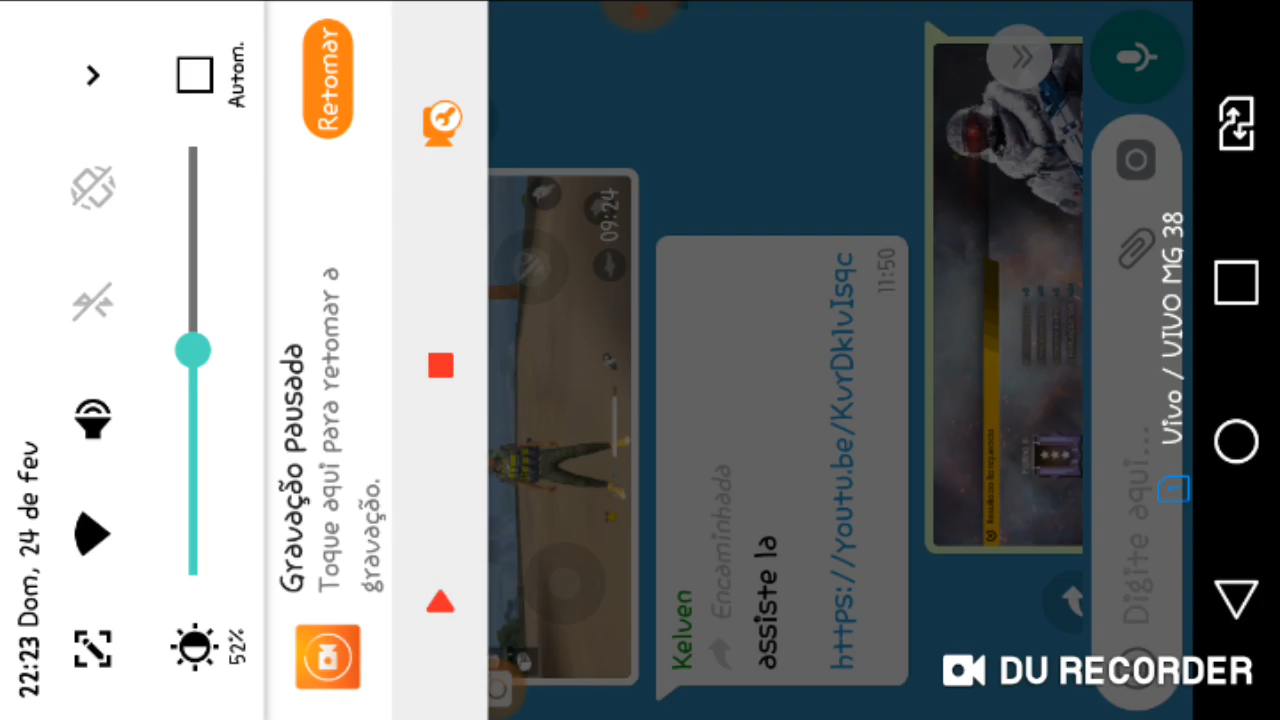 22:23 Dom, 24 de fev
52%
Autom.
Gravação pausada
Toque aqui para retomar a
gravação.
Retomar
09:24
Kelven
Encaminhada
assiste la
https://youtu.be/KvrDk1vIsqc
11:50
Digite aqui...
Vivo / VIVO MG 38
DU RECORDER